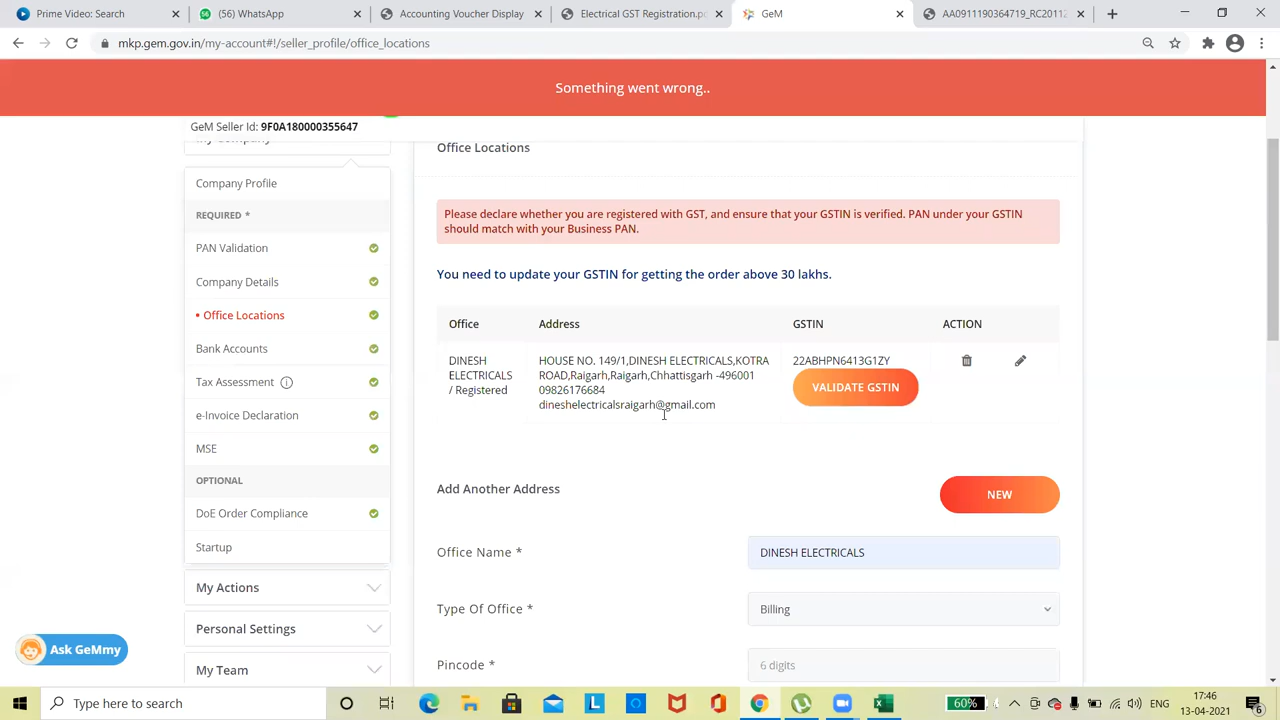 Prime Video: Search
(56) WhatsApp
Accounting Voucher Display
Electrical GST Registration.pd
GeM
AA0911190364719_RC20112
mkp.gem.gov.in/my-account#!/seller_profile/office_locations
Something went wrong..
GeM Seller Id: 9F0A180000355647
My Company
Company Profile
REQUIRED *
PAN Validation
Company Details
• Office Locations
Bank Accounts
Tax Assessment
e-Invoice Declaration
MSE
OPTIONAL
DoE Order Compliance
Startup
My Actions
Personal Settings
My Team
Ask GeMmy
Office Locations
Please declare whether you are registered with GST, and ensure that your GSTIN is verified. PAN under your GSTIN
should match with your Business PAN.
You need to update your GSTIN for getting the order above 30 lakhs.
Office Address GSTIN ACTION
DINESH
ELECTRICALS
/ Registered
HOUSE NO. 149/1,DINESH ELECTRICALS,KOTRA
ROAD,Raigarh,Raigarh,Chhattisgarh -496001
09826176684
dineshelectricalsraigarh@gmail.com
22ABHPN6413G1ZY
VALIDATE GSTIN
Add Another Address
NEW
Office Name * DINESH ELECTRICALS
Type Of Office * Billing
Pincode * 6 digits
Type here to search
60%
ENG
17:46
13-04-2021
6